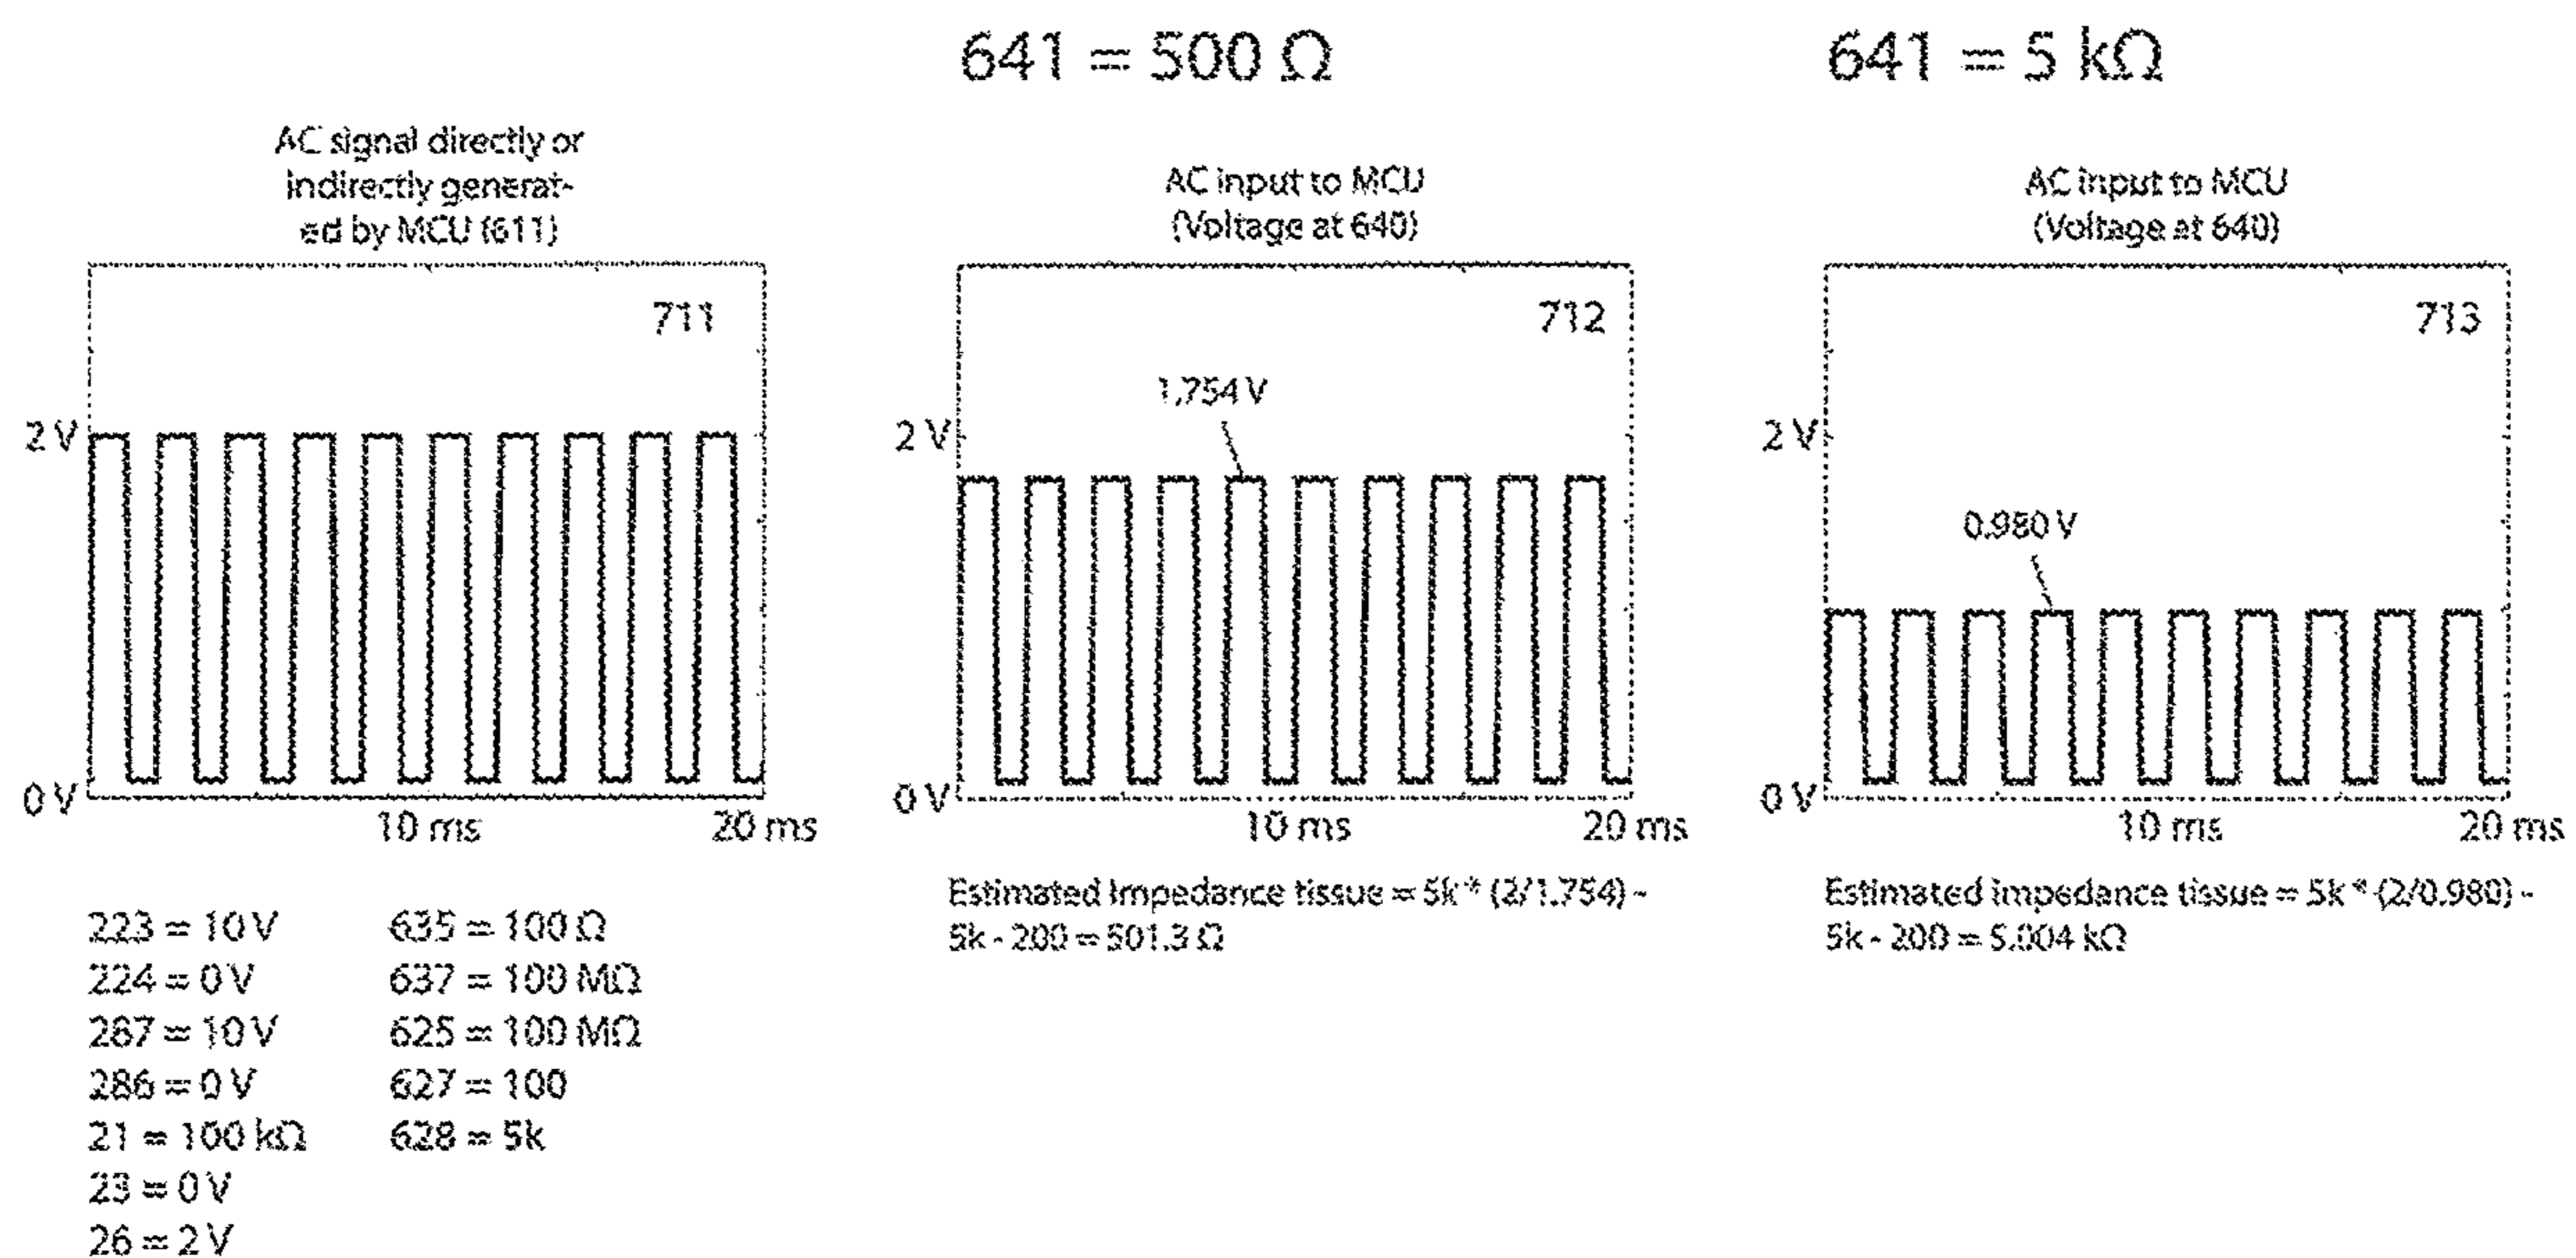 641 = 500 Ω
641 = 5 kΩ
AC signal directly or
indirectly generat-
ed by MCU (611)
AC input to MCU
(Voltage at 640)
AC input to MCU
(Voltage at 640)
711
712
713
1.754 V
0.980 V
2 V
2 V
2 V
0 V
0 V
0 V
10 ms
20 ms
10 ms
20 ms
10 ms
20 ms
Estimated impedance tissue = 5k * (2/1.754) -
5k - 200 = 501.3 Ω
Estimated impedance tissue = 5k * (2/0.980) -
5k - 200 = 5.004 kΩ
223 = 10 V
224 = 0 V
287 = 10 V
286 = 0 V
21 = 100 kΩ
23 = 0 V
26 = 2 V
635 = 100 Ω
637 = 100 MΩ
625 = 100 MΩ
627 = 100
628 = 5k